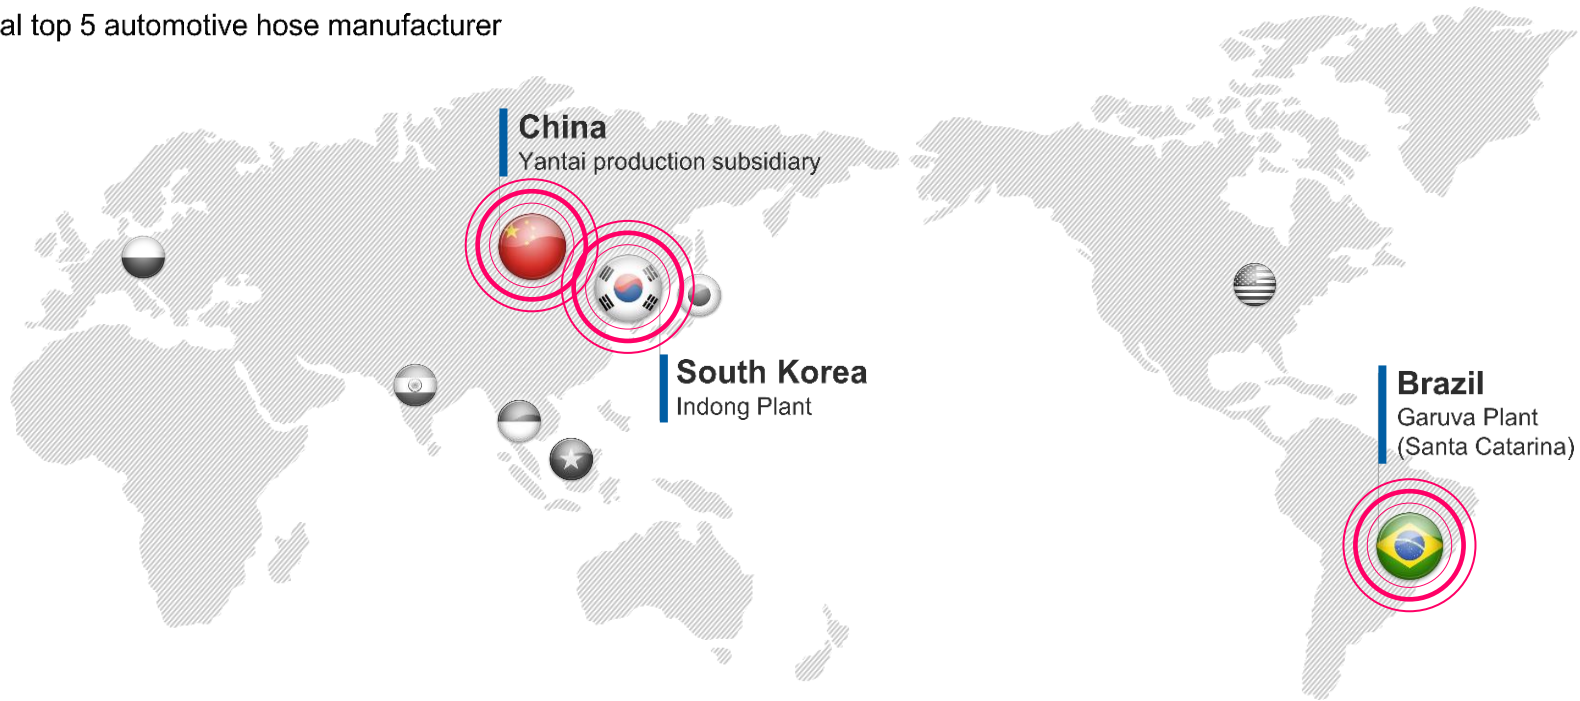 al top 5 automotive hose manufacturer
China
Yantai production subsidiary
South Korea
Indong Plant
Brazil
Garuva Plant
(Santa Catarina)